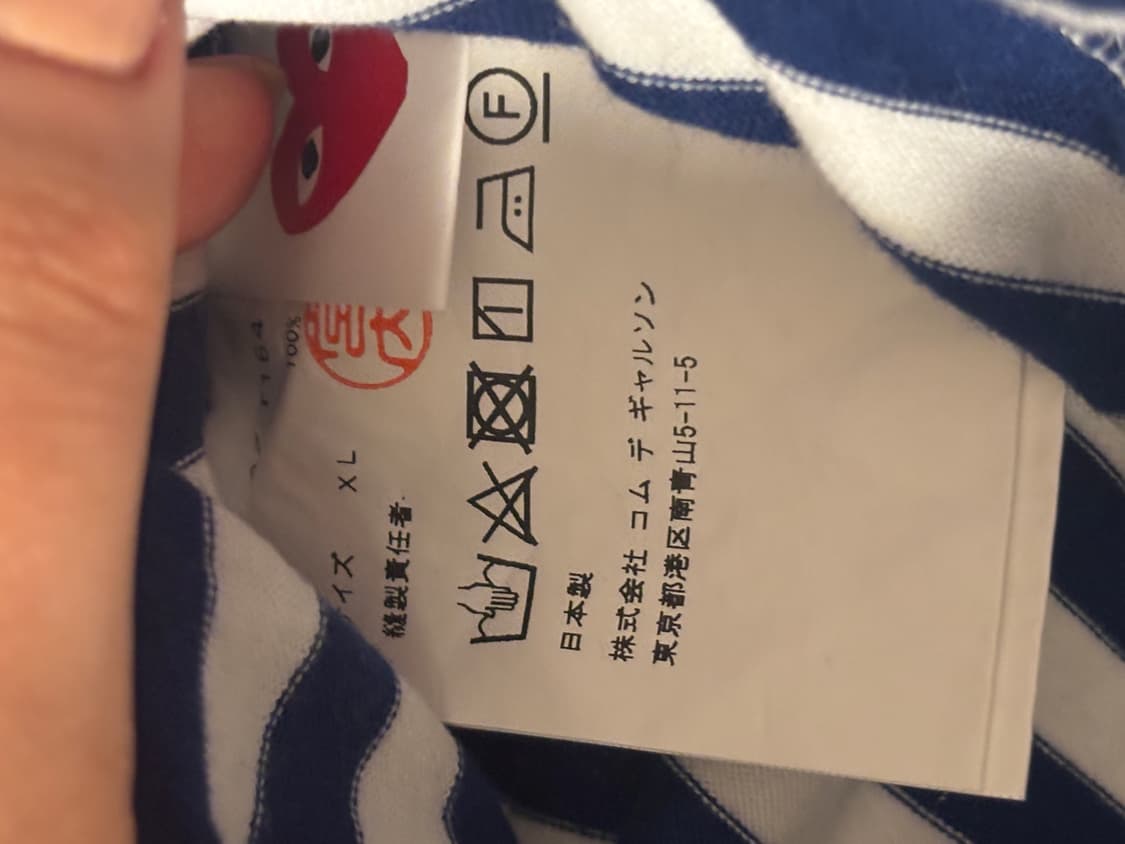 100%
イズ XL
縫製責任者
F
日本製
株式会社 コム デ ギャルソン
東京都港区南青山5-11-5